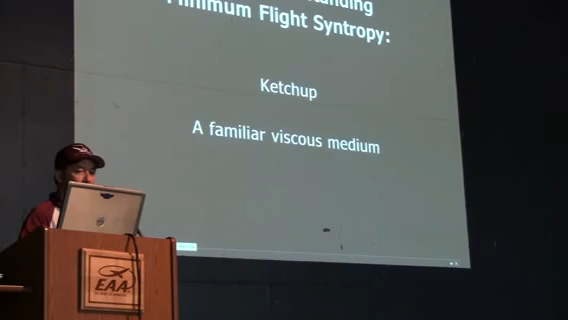 Minimum Flight Syntropy:
Ketchup
A familiar viscous medium
EAA